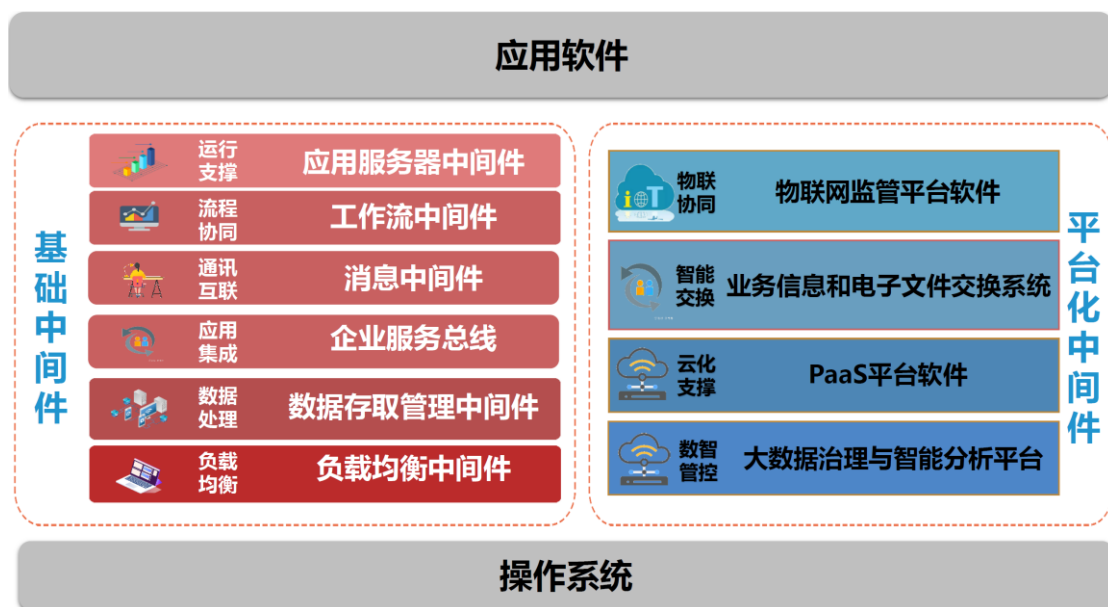 应用软件
基础中间件
运行
支撑
应用服务器中间件
流程
协同
工作流中间件
通讯
互联
消息中间件
应用
集成
企业服务总线
数据
处理
数据存取管理中间件
负载
均衡
负载均衡中间件
平台化中间件
iOT
物联
协同
物联网监管平台软件
智能
交换
业务信息和电子文件交换系统
云化
支撑
PaaS平台软件
数智
管控
大数据治理与智能分析平台
操作系统